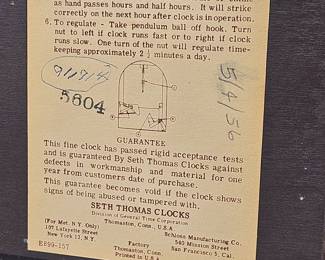 as hand passes hours and half hours. It will strike
correctly on the next hour after clock is in operation.
6. To regulate - Take pendulum ball off hook. Turn
nut to left if clock runs fast or to right if clock
runs slow. One turn of the nut will regulate time-
keeping approximately 2 ½ minutes a day.
5/4/56
5804
GUARANTEE
This fine clock has passed rigid acceptance tests
and is guaranteed By Seth Thomas Clocks against
defects in workmanship and material for one
year from customers date of purchase.
This guarantee becomes void if the clock shows
signs of being abused or tampered with.
SETH THOMAS CLOCKS
Division of General Time Corporation
Thomaston, Conn., U.S.A.
(For Met. N.Y. Only)
107 Lafayette Street
New York 13, N.Y.
Factory
Thomaston, Conn.
Printed in U.S.A.
Schloss Manufacturing Co.
540 Mission Street
San Francisco 5, Cal.
E899-157